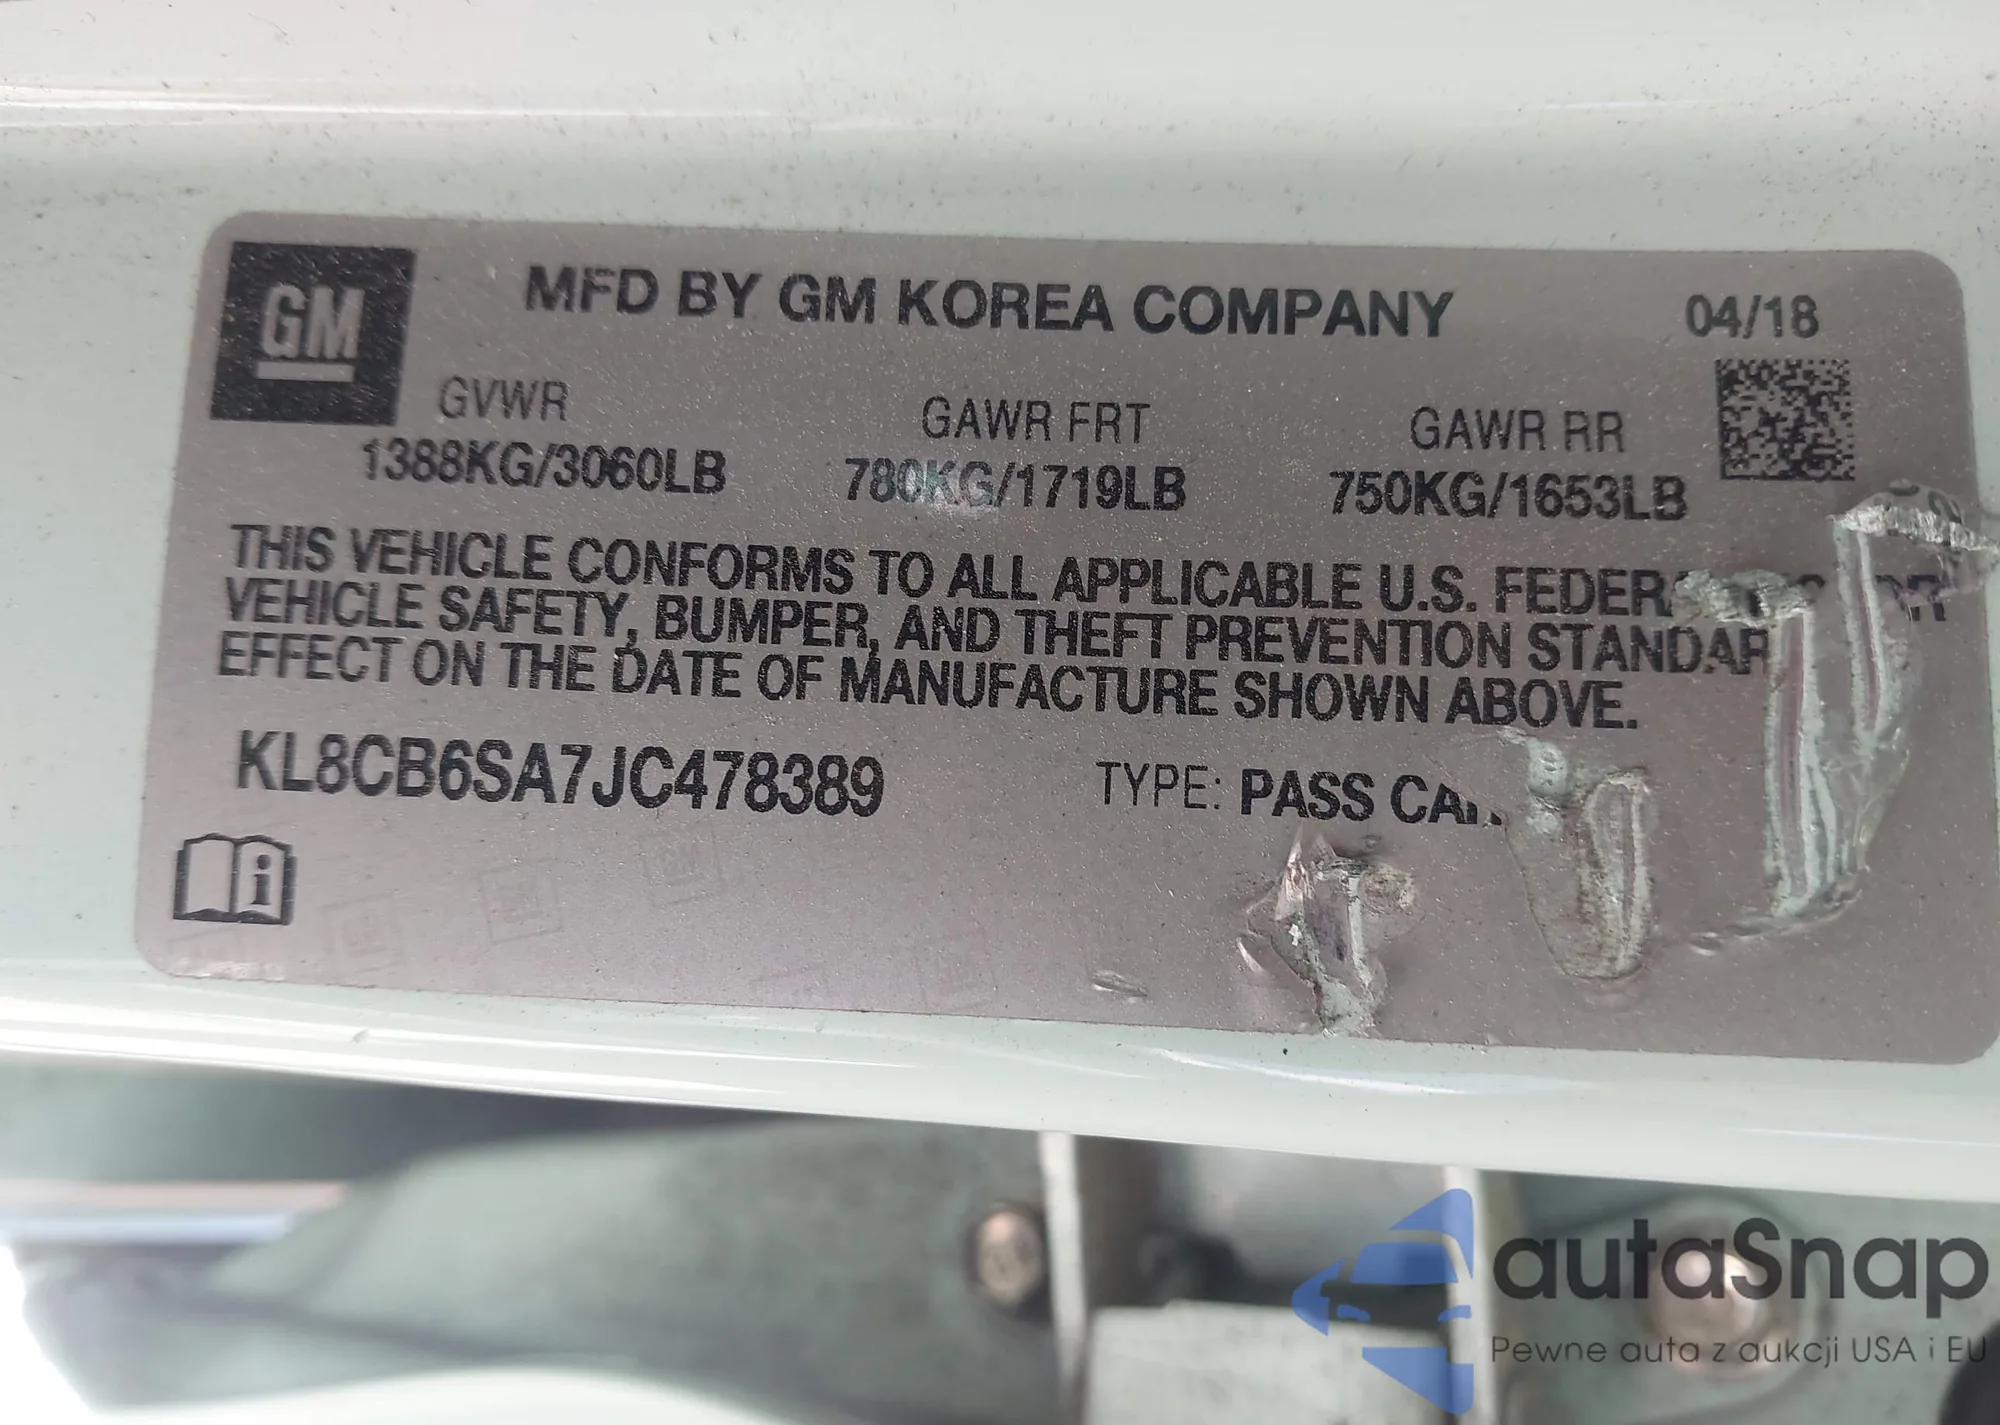 GM
MFD BY GM KOREA COMPANY
04/18
GVWR
GAWR FRT
GAWR RR
1388KG/3060LB
780KG/1719LB
750KG/1653LB
THIS VEHICLE CONFORMS TO ALL APPLICABLE U.S. FEDER
VEHICLE SAFETY, BUMPER, AND THEFT PREVENTION STANDAR
EFFECT ON THE DATE OF MANUFACTURE SHOWN ABOVE.
KL8CB6SA7JC478389
TYPE: PASS CAR
i
autaSnap
Pewne auta z aukcji USA i EU